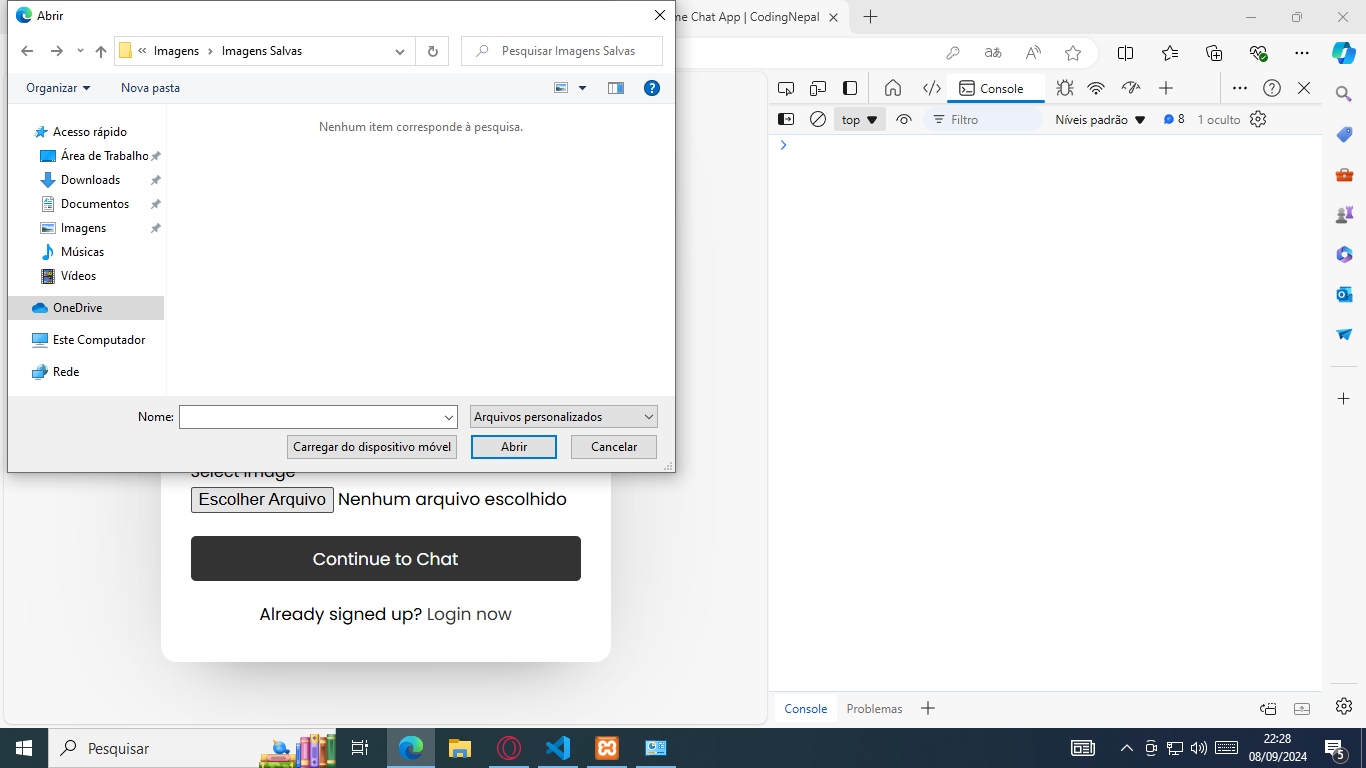 Abrir
me Chat App | CodingNepal
« Imagens › Imagens Salvas
Pesquisar Imagens Salvas
Organizar
Nova pasta
Nenhum item corresponde à pesquisa.
Acesso rápido
Área de Trabalho
Downloads
Documentos
Imagens
Músicas
Vídeos
OneDrive
Este Computador
Rede
Nome:
Arquivos personalizados
Carregar do dispositivo móvel
Abrir
Cancelar
Select Image
Escolher Arquivo Nenhum arquivo escolhido
Continue to Chat
Already signed up? Login now
Console
top
Filtro
Níveis padrão
8
1 oculto
Console
Problemas
Pesquisar
22:28
08/09/2024
5